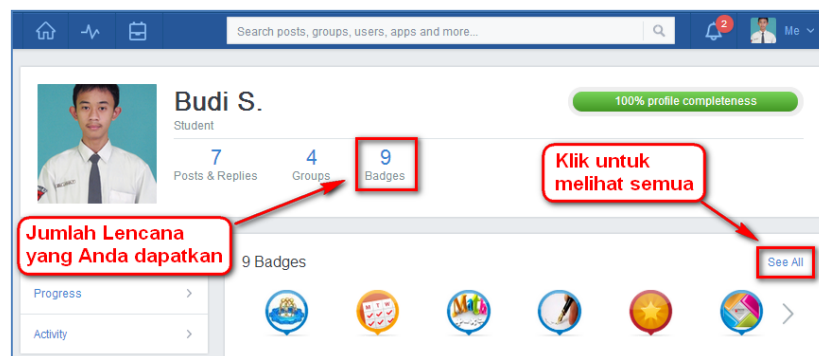 Search posts, groups, users, apps and more...
2
Me
Budi S.
Student
100% profile completeness
7
Posts & Replies
4
Groups
9
Badges
Klik untuk
melihat semua
Jumlah Lencana
yang Anda dapatkan
9 Badges
See All
Progress
Activity
M T W
Math